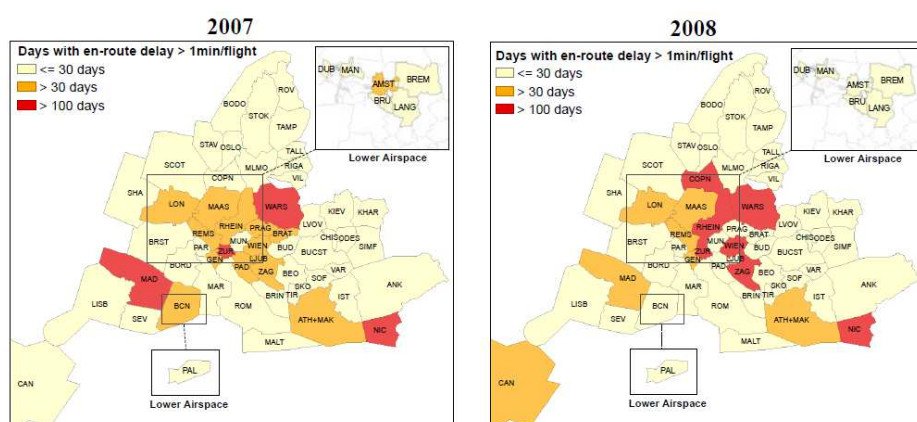 2007
Days with en-route delay > 1min/flight
<= 30 days
> 30 days
> 100 days
DUB MAN
AMST
BREM
BRU
LANG
Lower Airspace
ROV
BODO
STOK
TAMP
STAV OSLO
TALL
SCOT
MLMO RIGA
COPN
VIL
SHA
LON
MAAS
WARS
KIEV KHAR
RHEIN
LVOV
REMS
PRAG
BRAT
CHIS ODES
BRST
PAR
MUN
WIEN
BUD
SIMF
ZUR
LJUB
BUCST
GEN
PAD ZAG
BORD
BEO
VAR
SOF
MAD
MAR
SKO
ANK
LISB
ROM
BRIN TIR
IST
BCN
SEV
ATH+MAK
NIC
MALT
PAL
CAN
Lower Airspace
2008
Days with en-route delay > 1min/flight
<= 30 days
> 30 days
> 100 days
DUB MAN
AMST
BREM
BRU
LANG
Lower Airspace
ROV
BODO
STOK
TAMP
STAV OSLO
TALL
SCOT
MLMO RIGA
COPN
VIL
SHA
LON
MAAS
WARS
KIEV KHAR
RHEIN
LVOV
REMS
PRAG
BRAT
CHIS ODES
BRST
PAR
MUN
WIEN
BUD
SIMF
ZUR
LJUB
BUCST
GEN
PAD ZAG
BORD
BEO
VAR
SOF
MAD
MAR
SKO
ANK
LISB
ROM
BRIN TIR
IST
BCN
SEV
ATH+MAK
NIC
MALT
PAL
CAN
Lower Airspace